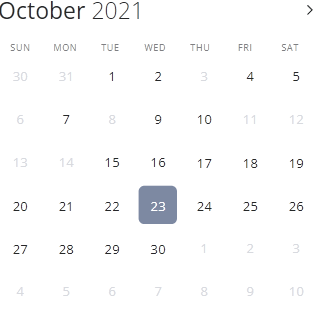 October 2021
SUN MON TUE WED THU FRI SAT
30 31 1 2 3 4 5
6 7 8 9 10 11 12
13 14 15 16 17 18 19
20 21 22 23 24 25 26
27 28 29 30 1 2 3
4 5 6 7 8 9 10